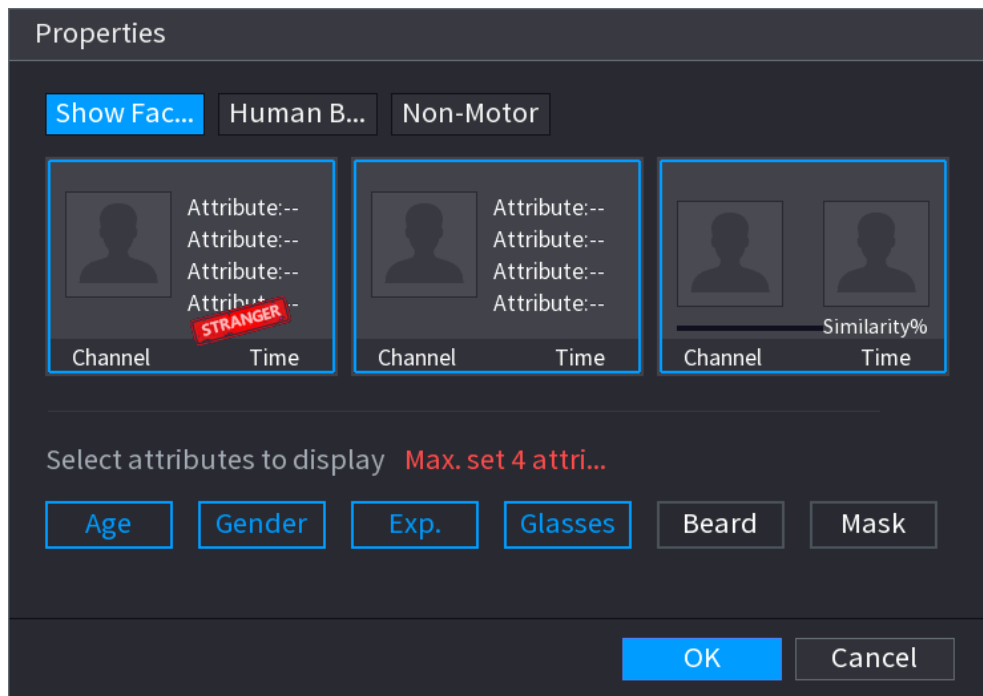 Properties
Show Fac... Human B... Non-Motor
Attribute:-- Attribute:--
Attribute:-- Attribute:--
Attribute:-- Attribute:--
Attribute:-- Attribute:--
STRANGER Similarity%
Channel Time Channel Time Channel Time
Select attributes to display Max. set 4 attri...
Age Gender Exp. Glasses Beard Mask
OK Cancel